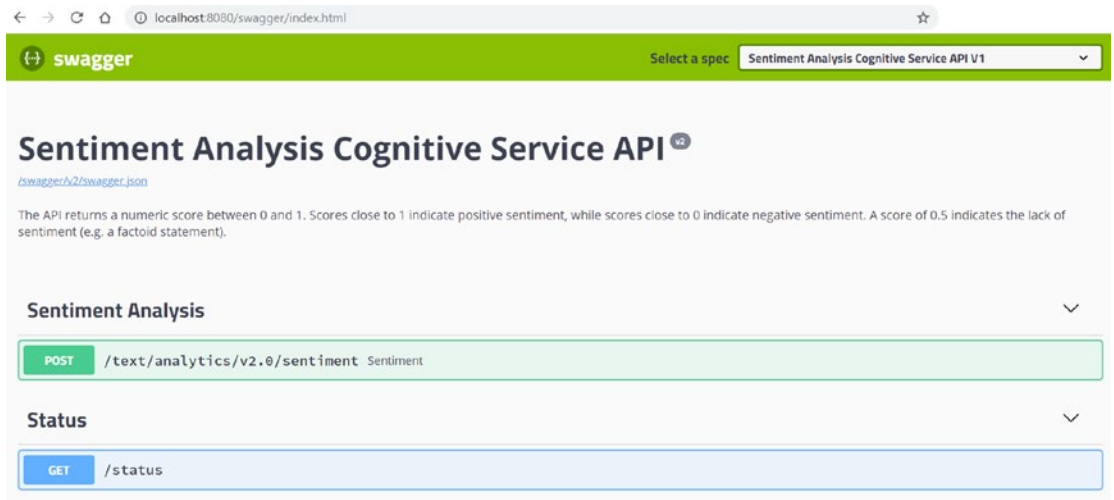 localhost:8080/swagger/index.html
{-} swagger
Select a spec
Sentiment Analysis Cognitive Service API V1
Sentiment Analysis Cognitive Service API v2
/swagger/v2/swagger.json
The API returns a numeric score between 0 and 1. Scores close to 1 indicate positive sentiment, while scores close to 0 indicate negative sentiment. A score of 0.5 indicates the lack of
sentiment (e.g. a factoid statement).
Sentiment Analysis
POST /text/analytics/v2.0/sentiment Sentiment
Status
GET /status